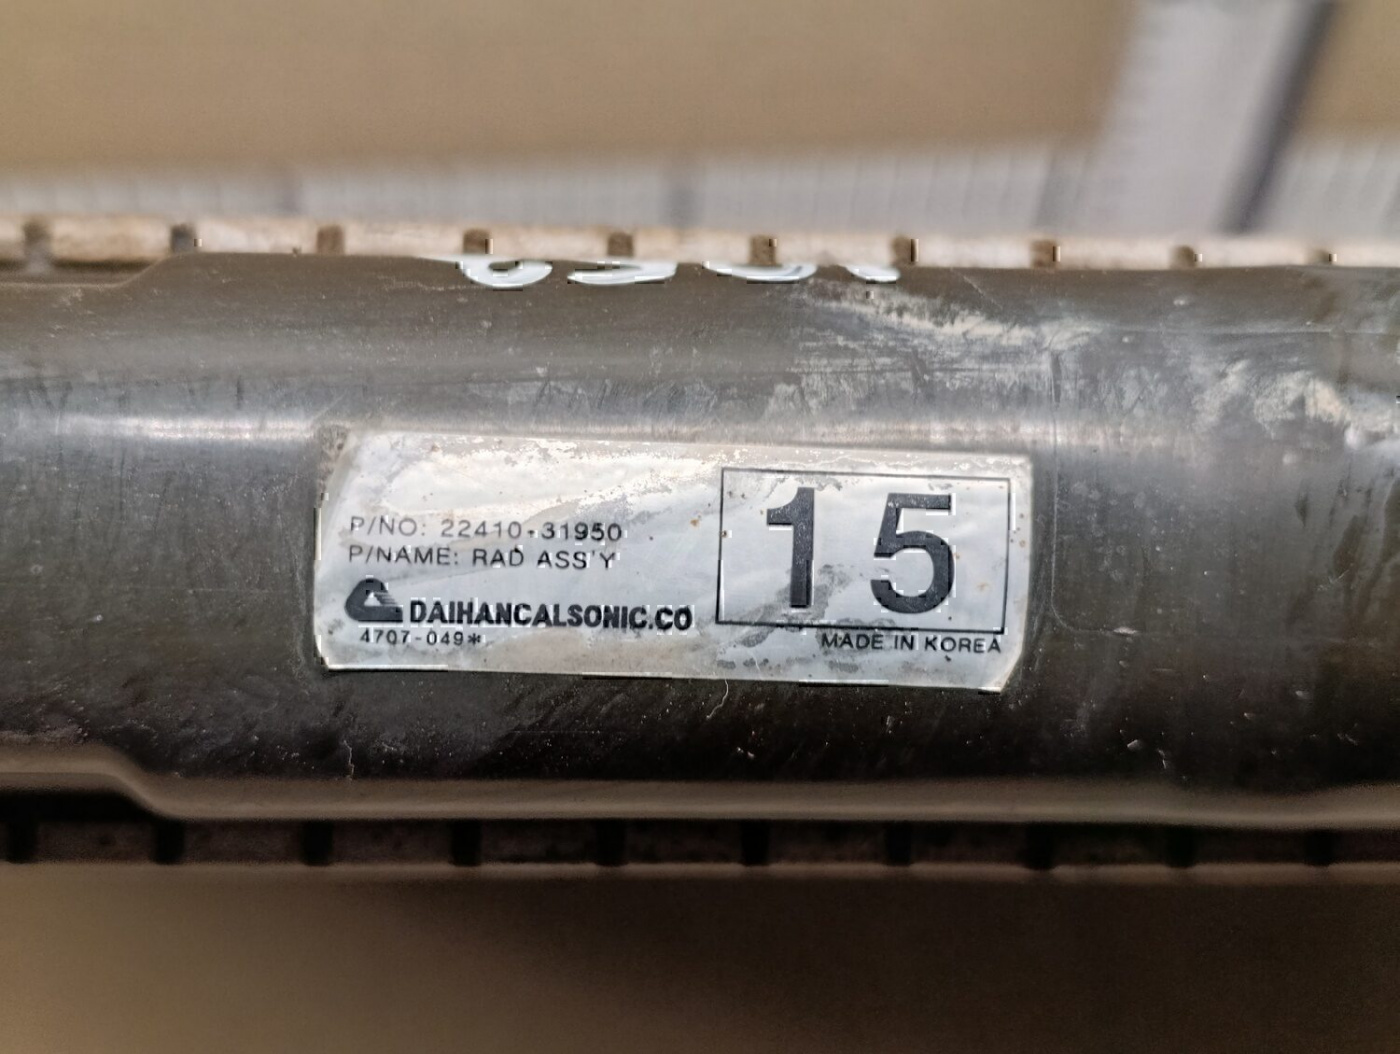 P/NO: 22410-31950
P/NAME: RAD ASS'Y
DAIHANCALSONIC.CO
4707-049*
15
MADE IN KOREA